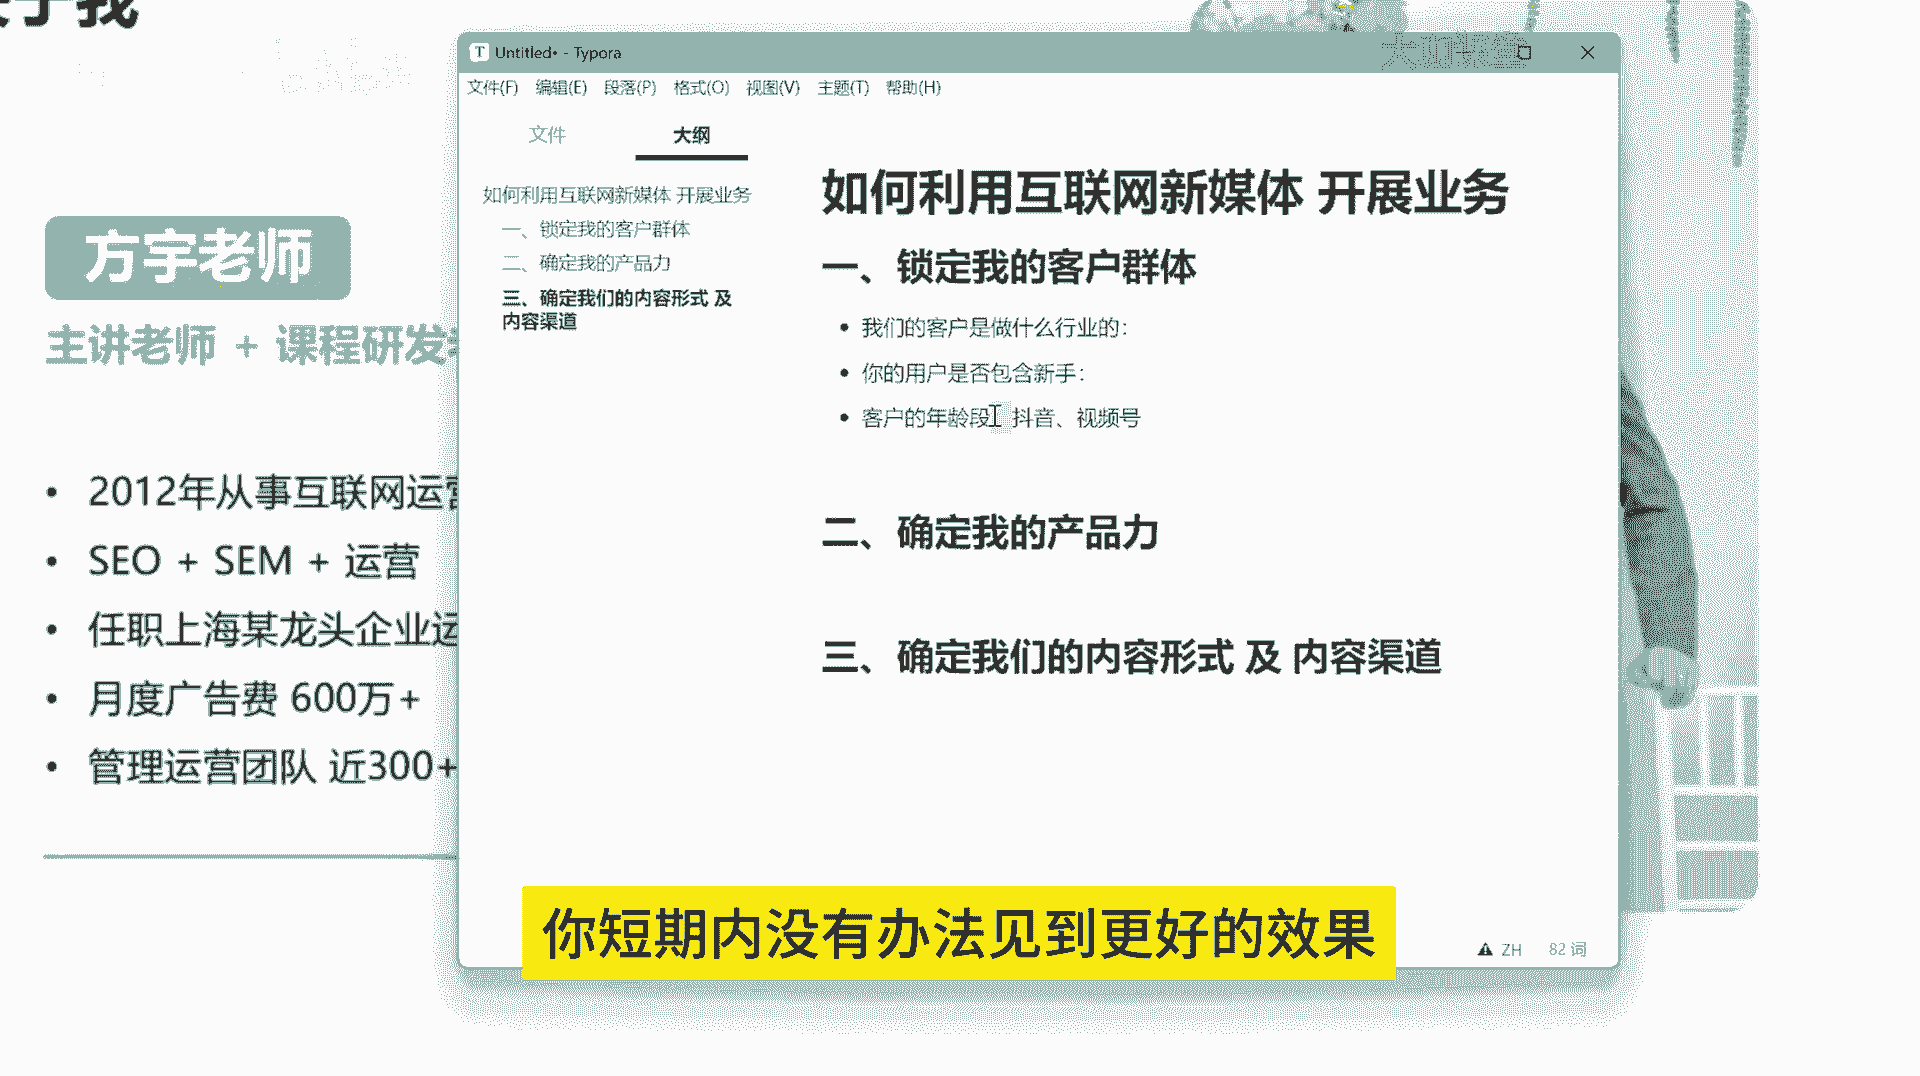 Untitled• - Typora
文件(F) 编辑(E) 段落(P) 格式(O) 视图(V) 主题(T) 帮助(H)
文件 大纲
如何利用互联网新媒体 开展业务
一、锁定我的客户群体
二、确定我的产品力
三、确定我们的内容形式 及
内容渠道
如何利用互联网新媒体 开展业务
一、锁定我的客户群体
• 我们的客户是做什么行业的：
• 你的用户是否包含新手：
• 客户的年龄段 抖音、视频号
二、确定我的产品力
三、确定我们的内容形式 及 内容渠道
ZH 82 词
方宇老师
主讲老师 + 课程研发
• 2012年从事互联网运营
• SEO + SEM + 运营
• 任职上海某龙头企业运
• 月度广告费 600万+
• 管理运营团队 近300+
你短期内没有办法见到更好的效果